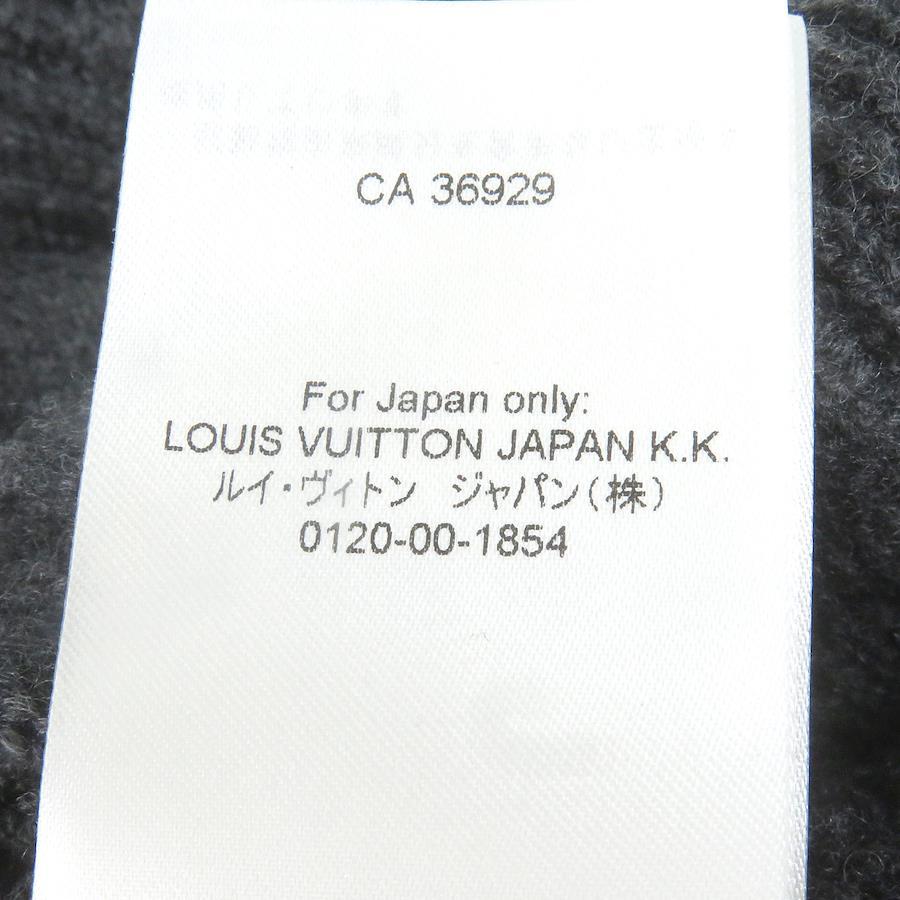 CA 36929
For Japan only:
LOUIS VUITTON JAPAN K.K.
ルイ・ヴィトン ジャパン(株)
0120-00-1854